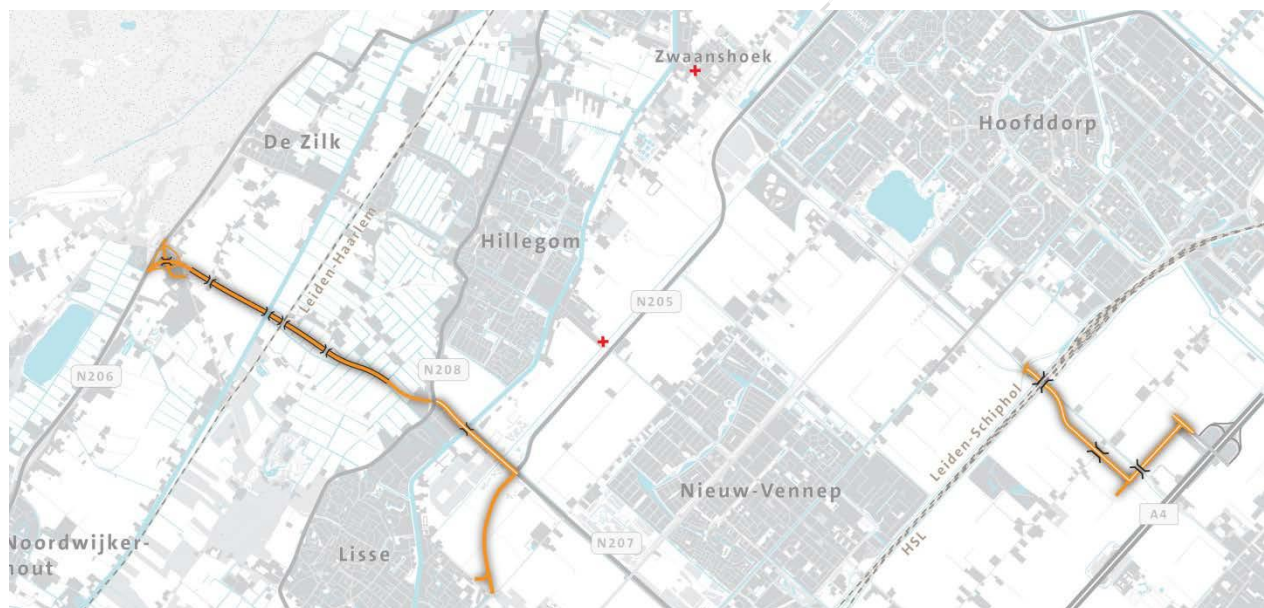 Zwaanshoek
Hoofddorp
De Zilk
Leiden-Haarlem
Hillegom
N205
N206
N208
Leiden-Schiphol
Nieuw-Vennep
A4
HSL
N207
Noordwijker-
hout
Lisse